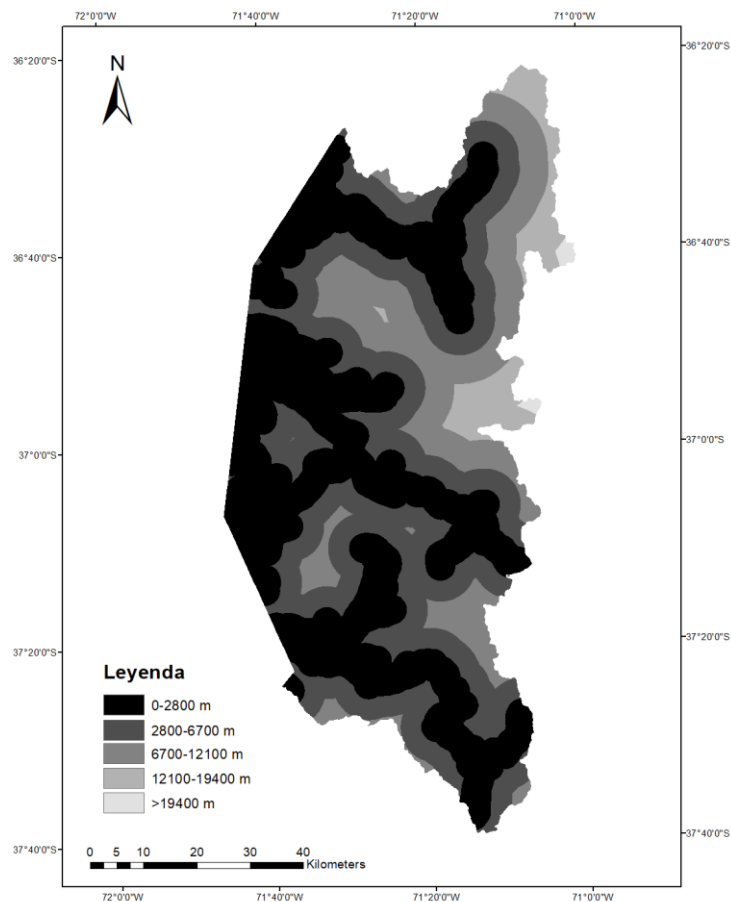 72°0'0"W 71°40'0"W 71°20'0"W 71°0'0"W
36°20'0"S 36°20'0"S
N
36°40'0"S 36°40'0"S
37°0'0"S 37°0'0"S
37°20'0"S 37°20'0"S
Leyenda
0-2800 m
2800-6700 m
6700-12100 m
12100-19400 m
>19400 m
37°40'0"S 37°40'0"S
0 5 10 20 30 40
Kilometers
72°0'0"W 71°40'0"W 71°20'0"W 71°0'0"W